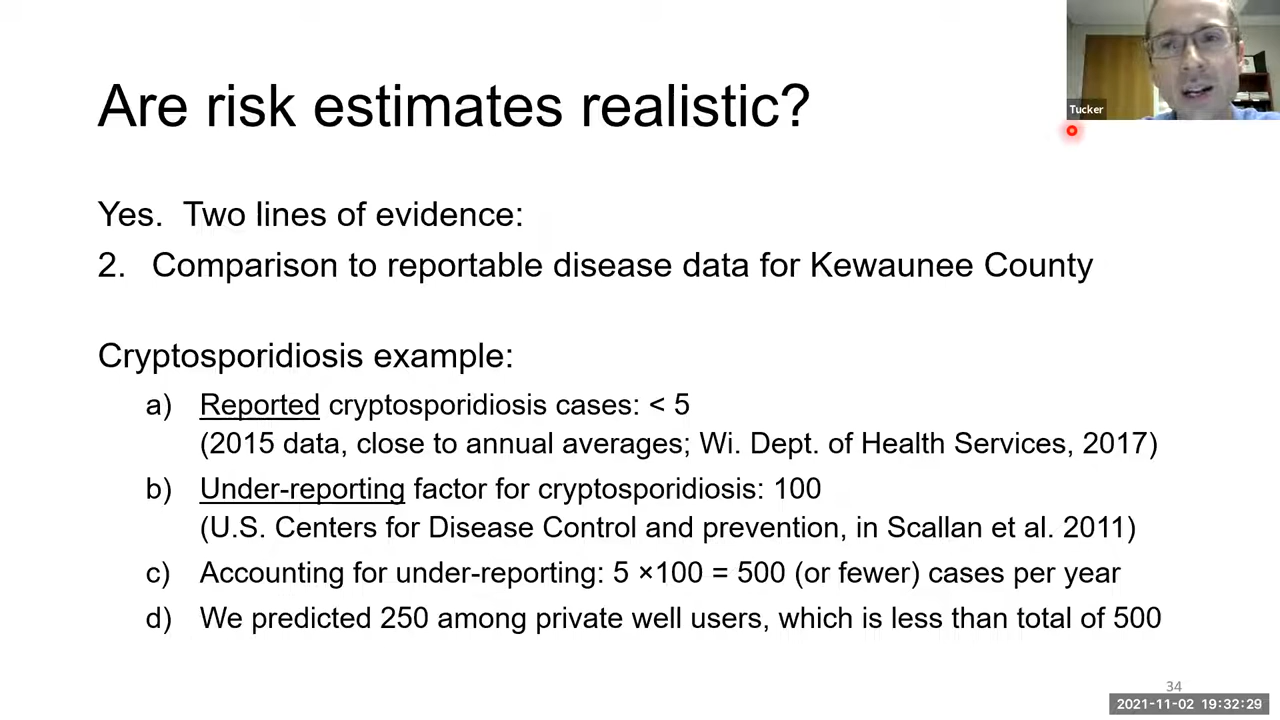 Tucker
Are risk estimates realistic?
Yes. Two lines of evidence:
2. Comparison to reportable disease data for Kewaunee County
Cryptosporidiosis example:
a) Reported cryptosporidiosis cases: < 5
(2015 data, close to annual averages; Wi. Dept. of Health Services, 2017)
b) Under-reporting factor for cryptosporidiosis: 100
(U.S. Centers for Disease Control and prevention, in Scallan et al. 2011)
c) Accounting for under-reporting: 5 ×100 = 500 (or fewer) cases per year
d) We predicted 250 among private well users, which is less than total of 500
34
2021-11-02 19:32:29